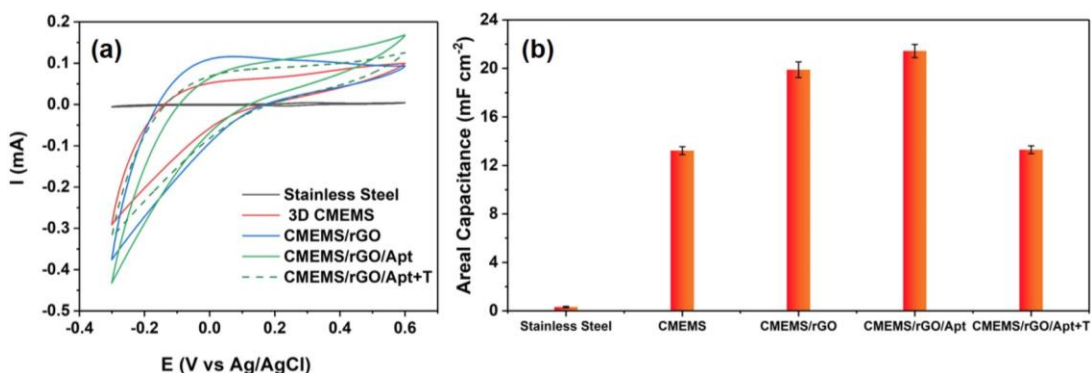 (a)
0.2
0.1
0.0
-0.1
-0.2
-0.3
-0.4
-0.5
I (mA)
Stainless Steel
3D CMEMS
CMEMS/rGO
CMEMS/rGO/Apt
CMEMS/rGO/Apt+T
-0.4 -0.2 0.0 0.2 0.4 0.6
E (V vs Ag/AgCl)
(b)
24
20
16
12
8
4
0
Areal Capacitance (mF cm⁻²)
Stainless Steel CMEMS CMEMS/rGO CMEMS/rGO/Apt CMEMS/rGO/Apt+T